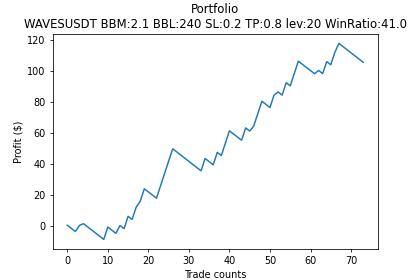 Portfolio
WAVESUSDT BBM:2.1 BBL:240 SL:0.2 TP:0.8 lev:20 WinRatio:41.0
120
100
80
60
40
20
0
Profit ($)
0 10 20 30 40 50 60 70
Trade counts